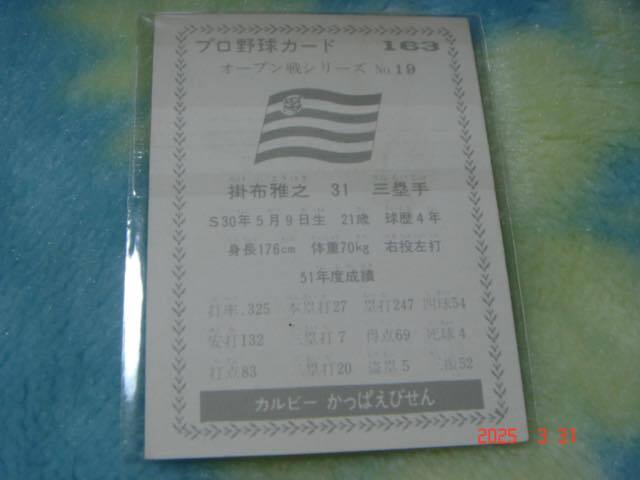 プロ野球カード 163
オープン戦シリーズ No.19
掛布雅之 31 三塁手
S30年5月9日生 21歳 球歴4年
身長176cm 体重70kg 右投左打
51年度成績
打率.325 本塁打27 塁打247 四球54
安打132 三塁打7 得点69 死球4
打点83 二塁打20 盗塁5 三振52
カルビー かっぱえびせん
2025 3 31